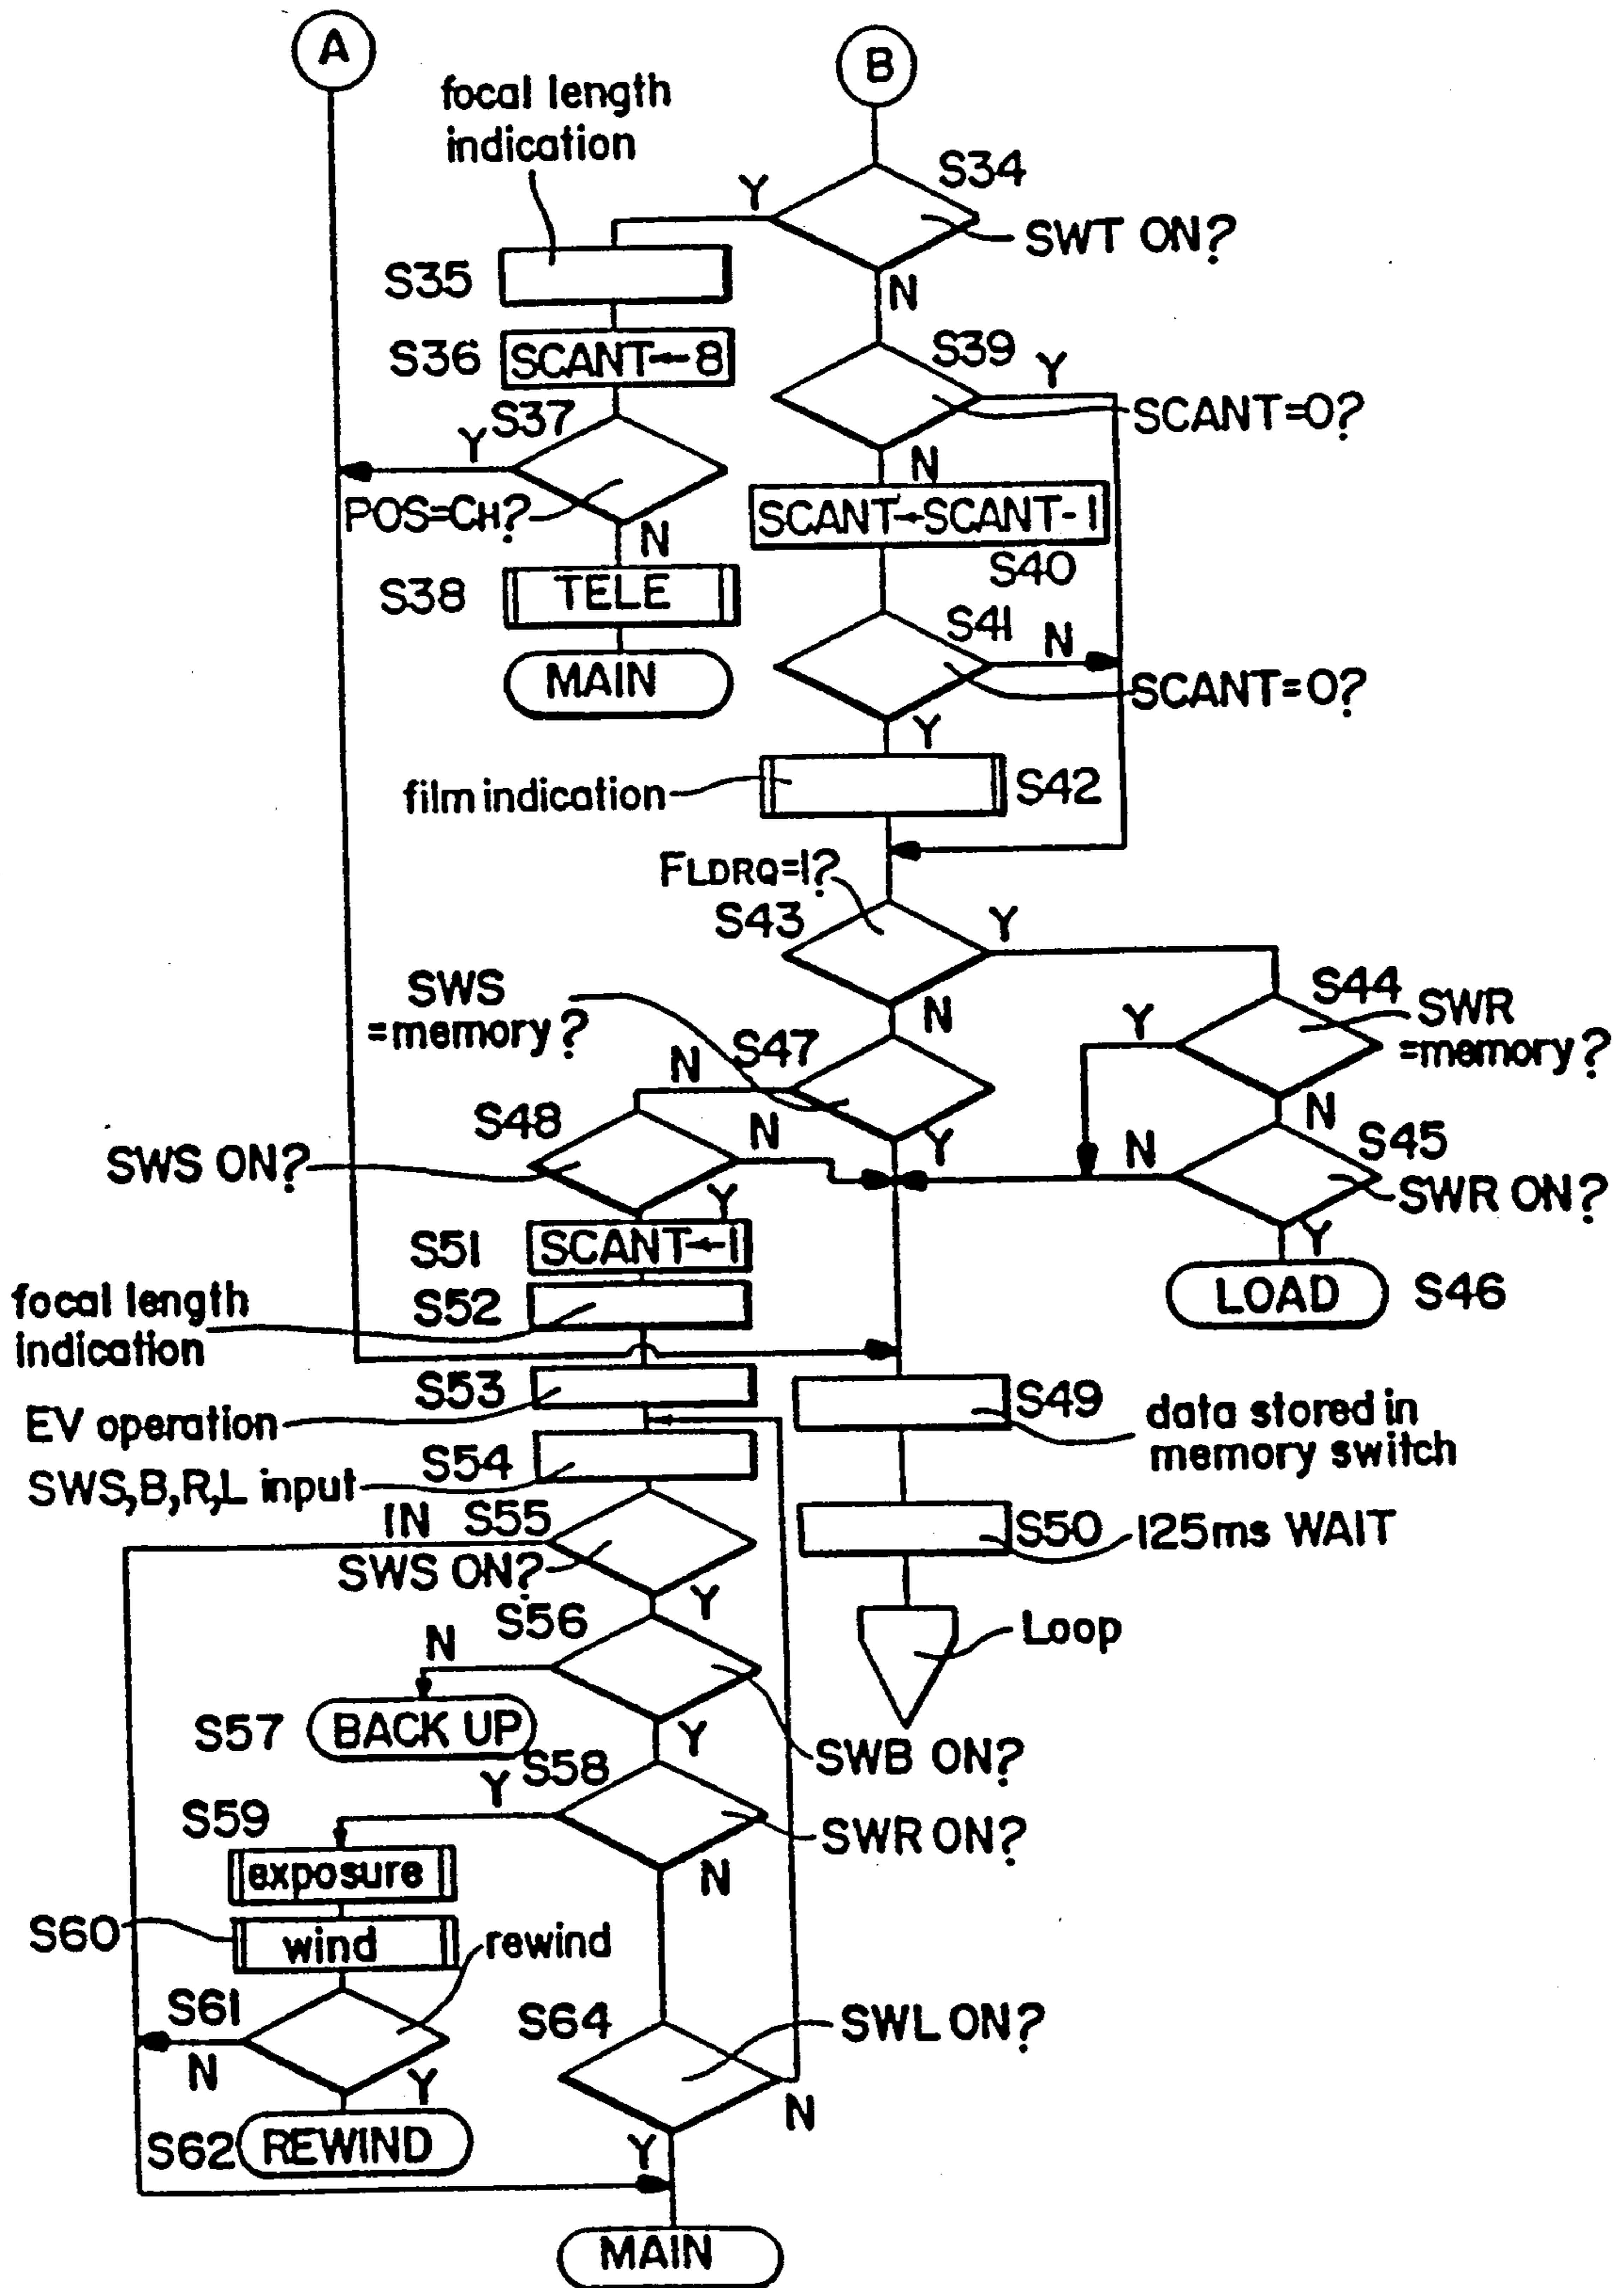 A
B
focal length
indication
S34
Y
SWT ON?
N
S35
S36
SCANT←8
S39
Y
SCANT=0?
S37
Y
N
POS=CH?
N
SCANT←SCANT-1
S40
S38
TELE
S41
N
MAIN
SCANT=0?
Y
film indication
S42
FLDRQ=1?
S43
Y
SWS
=memory?
N
S44
SWR
=memory?
Y
S47
N
N
S48
N
Y
N
S45
SWS ON?
SWR ON?
Y
Y
S51
SCANT←1
LOAD
S46
focal length
indication
S52
S53
S49
EV operation
data stored in
memory switch
S54
SWS,B,R,L input
IN
S55
S50
125ms WAIT
SWS ON?
Y
S56
N
Loop
S57
BACK UP
Y
SWB ON?
S58
Y
S59
SWR ON?
exposure
N
S60
wind
rewind
S61
S64
SWL ON?
N
Y
N
S62
REWIND
Y
MAIN